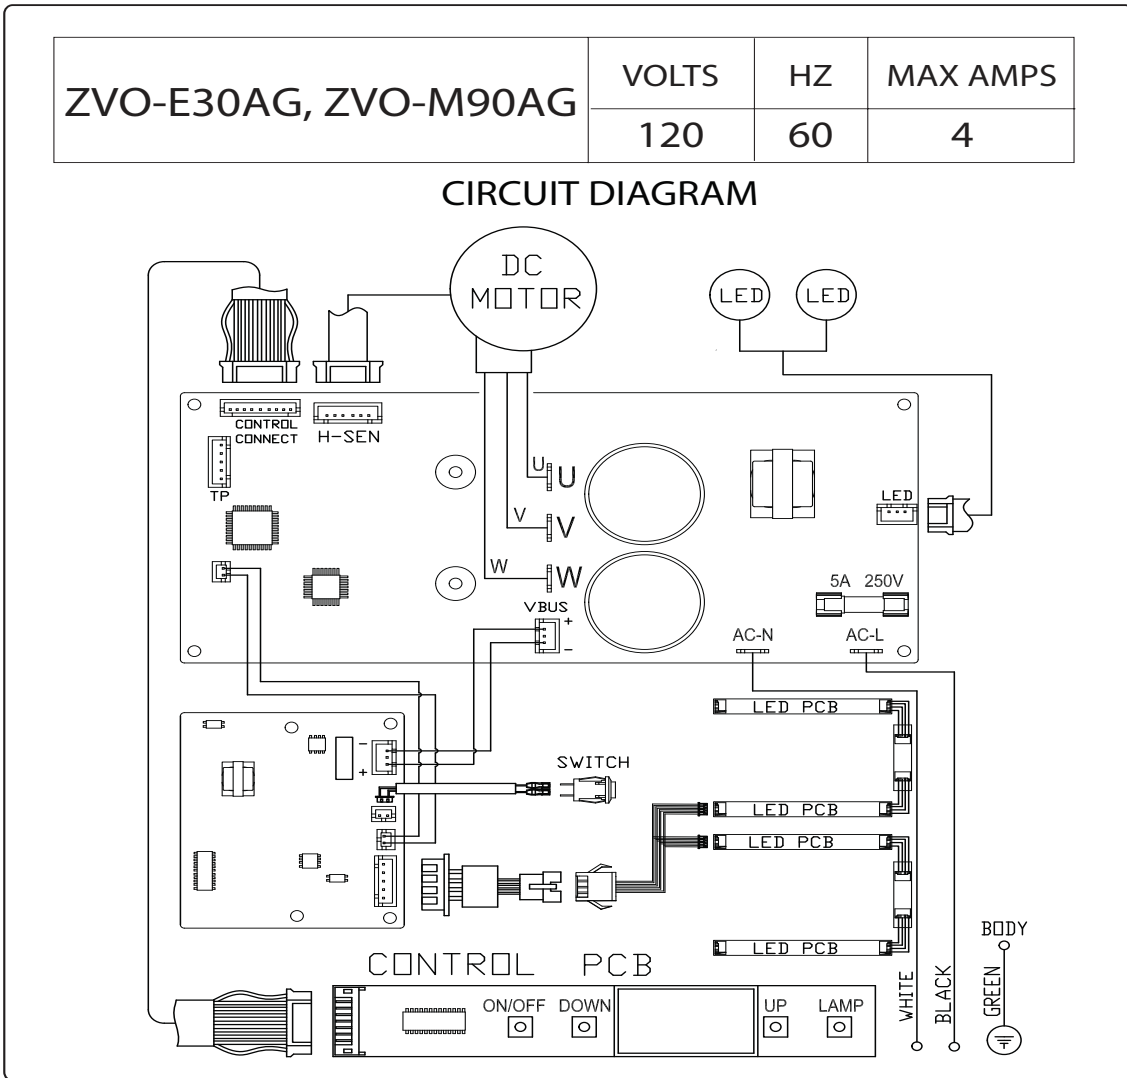 ZVO-E30AG, ZVO-M90AG
VOLTS HZ MAX AMPS
120 60 4
CIRCUIT DIAGRAM
DC
MOTOR
LED LED
CONTROL
CONNECT
H-SEN
TP
U U
V V
W W
LED
5A 250V
VBUS
+
-
AC-N AC-L
LED PCB
-
+
SWITCH
LED PCB
LED PCB
LED PCB
BODY
WHITE
BLACK
GREEN
CONTROL PCB
ON/OFF DOWN UP LAMP